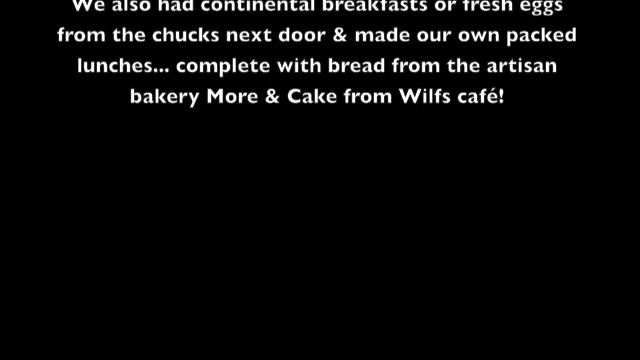 We also had continental breakfasts or fresh eggs
from the chucks next door & made our own packed
lunches... complete with bread from the artisan
bakery More & Cake from Wilfs café!